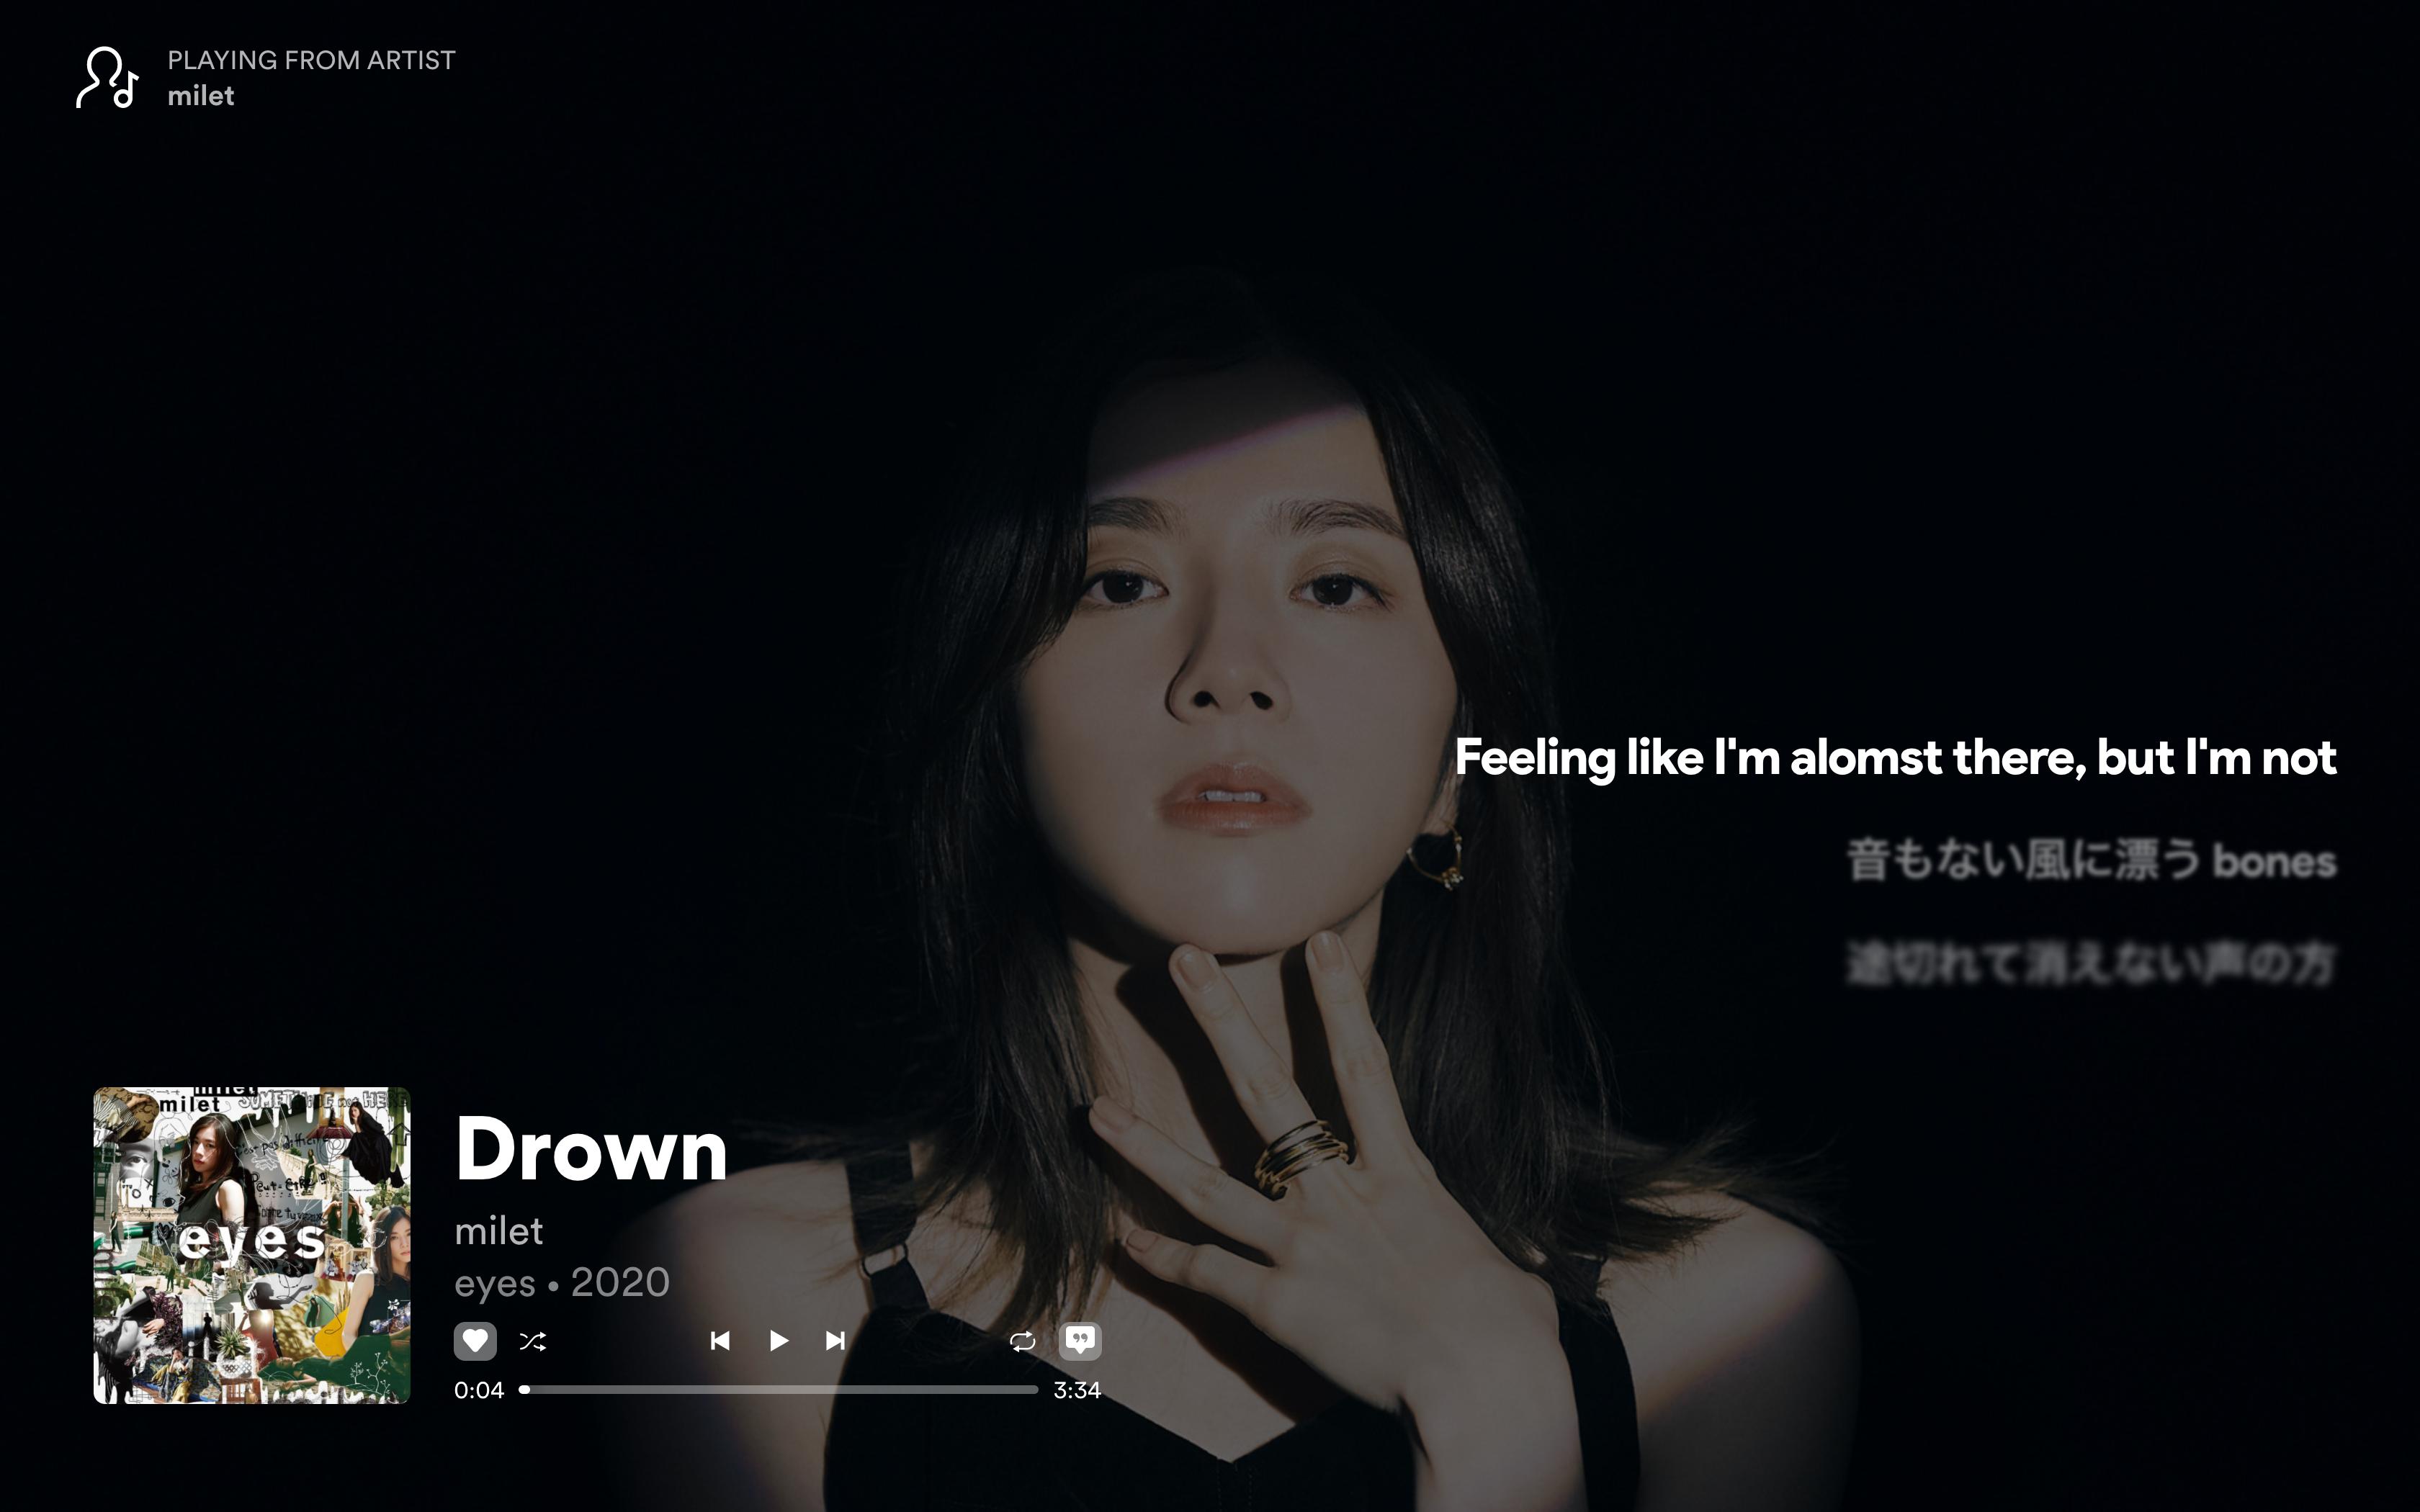 PLAYING FROM ARTIST
milet
Feeling like I'm alomst there, but I'm not
音もない風に漂う bones
途切れて消えない声の方
milet
eyes
Drown
milet
eyes • 2020
0:04
3:34